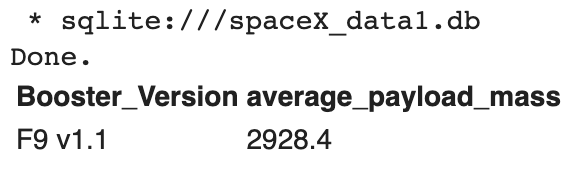 * sqlite:///spaceX_data1.db
Done.
Booster_Version average_payload_mass
F9 v1.1 2928.4